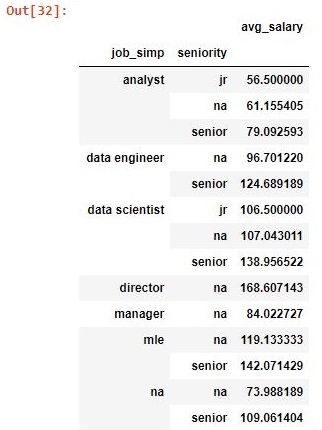 Out[32]:
avg_salary
job_simp seniority
analyst jr 56.500000
na 61.155405
senior 79.092593
data engineer na 96.701220
senior 124.689189
data scientist jr 106.500000
na 107.043011
senior 138.956522
director na 168.607143
manager na 84.022727
mle na 119.133333
senior 142.071429
na na 73.988189
senior 109.061404